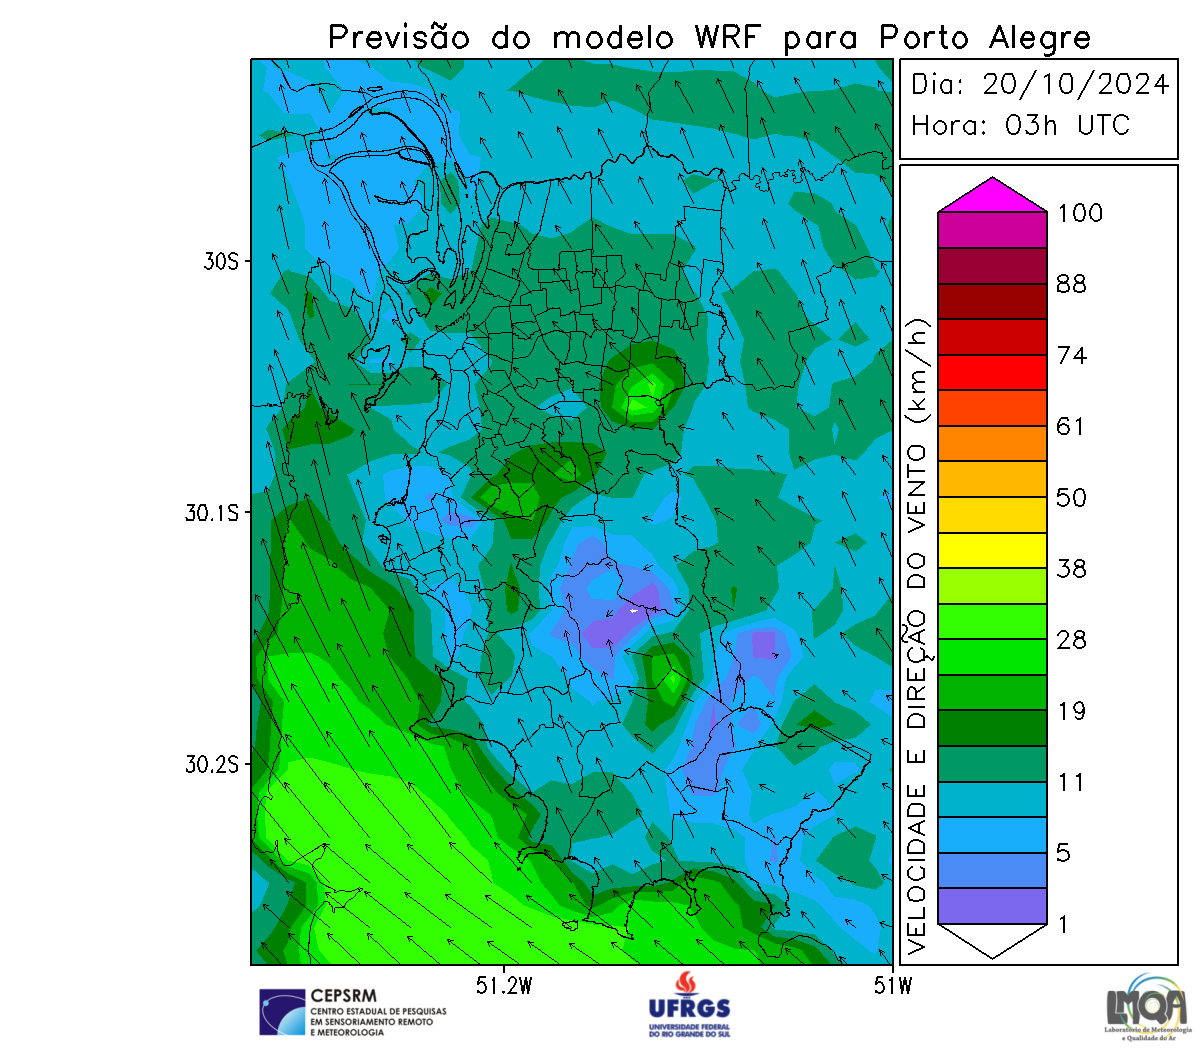 Previsão do modelo WRF para Porto Alegre
Dia: 20/10/2024
Hora: 03h UTC
100
88
74
61
50
38
28
19
11
5
1
VELOCIDADE E DIREÇÃO DO VENTO (km/h)
30S
30.1S
30.2S
51.2W
51W
CEPSRM
CENTRO ESTADUAL DE PESQUISAS
EM SENSORIAMENTO REMOTO
E METEOROLOGIA
UFRGS
UNIVERSIDADE FEDERAL
DO RIO GRANDE DO SUL
LMQA
Laboratório de Meteorologia
e Qualidade do Ar